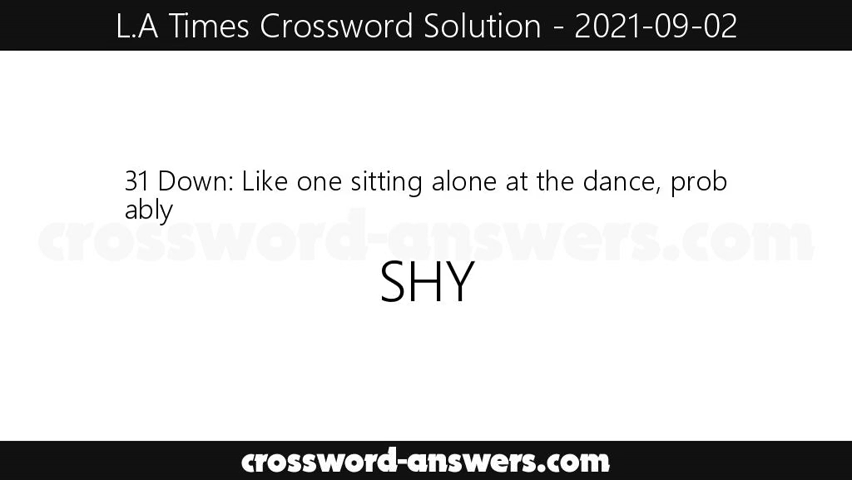 L.A Times Crossword Solution - 2021-09-02
31 Down: Like one sitting alone at the dance, prob
ably
crossword-answers.com
SHY
crossword-answers.com